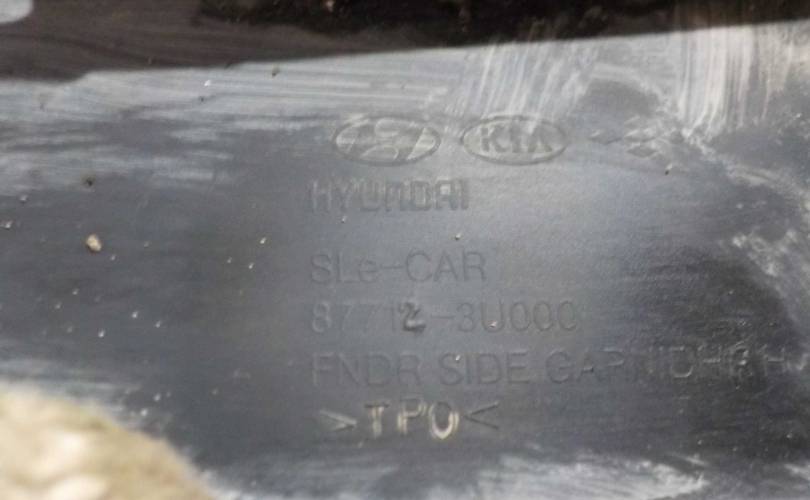 KIA
HYUNDAI
SLe-CAR
87712-3U000
FNDR SIDE
>TPO<